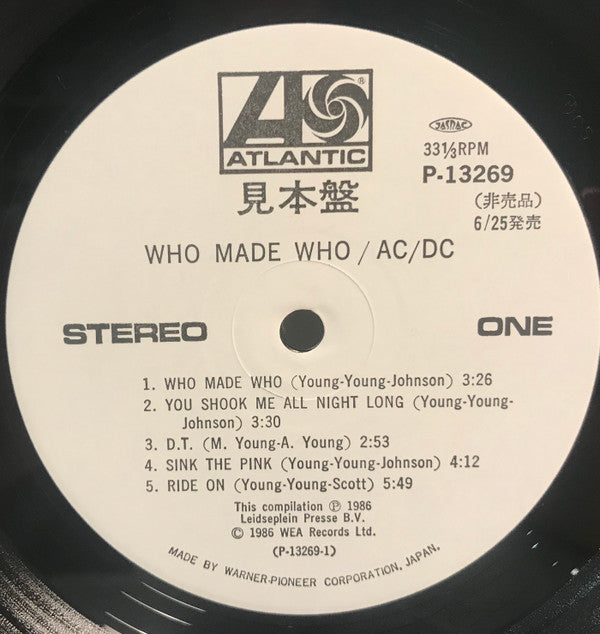 ATLANTIC
見本盤
JASRAC
33⅓RPM
P-13269
(非売品)
6/25発売
WHO MADE WHO / AC/DC
STEREO
ONE
1. WHO MADE WHO (Young-Young-Johnson) 3:26
2. YOU SHOOK ME ALL NIGHT LONG (Young-Young-
Johnson) 3:30
3. D.T. (M. Young-A. Young) 2:53
4. SINK THE PINK (Young-Young-Johnson) 4:12
5. RIDE ON (Young-Young-Scott) 5:49
This compilation ℗ 1986
Leidseplein Presse B.V.
© 1986 WEA Records Ltd.
(P-13269-1)
MADE BY WARNER-PIONEER CORPORATION, JAPAN.